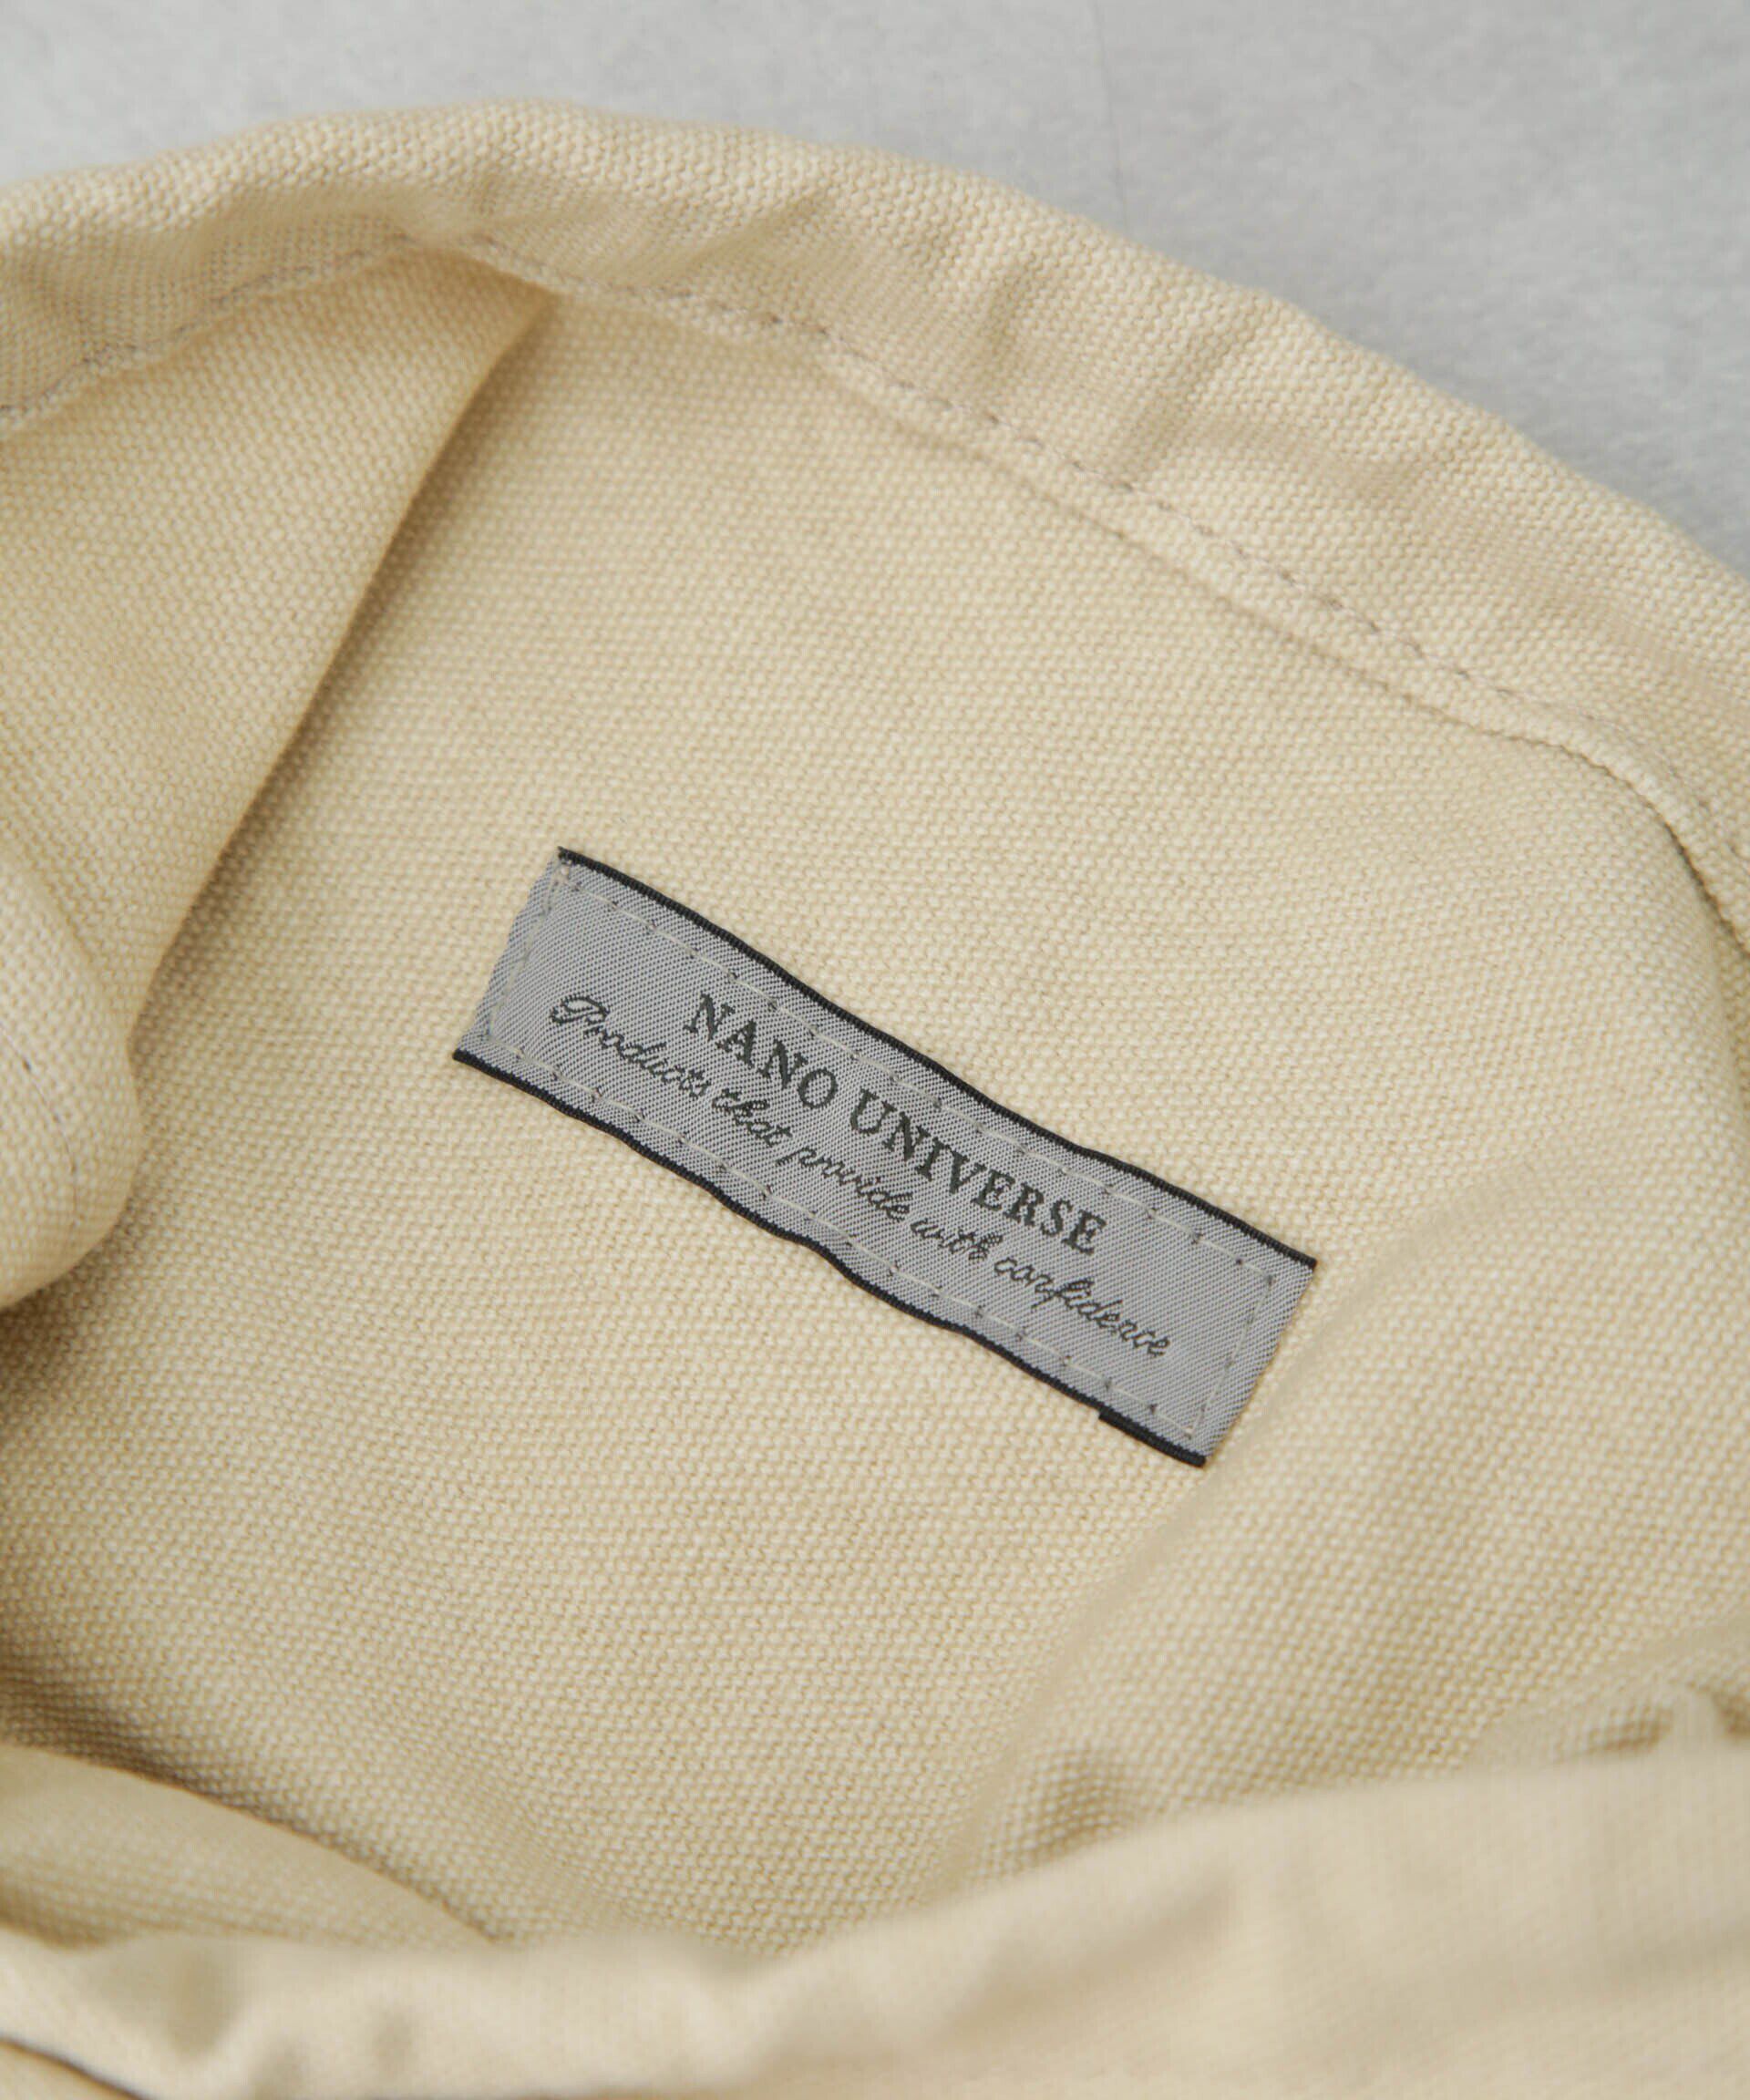 NANO UNIVERSE
Products that provide with confidence